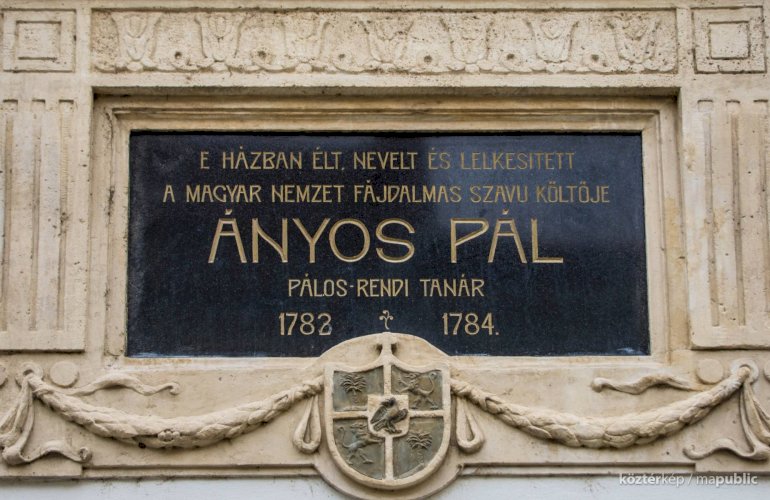 E HÁZBAN ÉLT, NEVELT ÉS LELKESITETT
A MAGYAR NEMZET FÁJDALMAS SZAVU KÖLTŐJE
ÁNYOS PÁL
PÁLOS-RENDI TANÁR
1782 1784.
köztérkép / mapublic